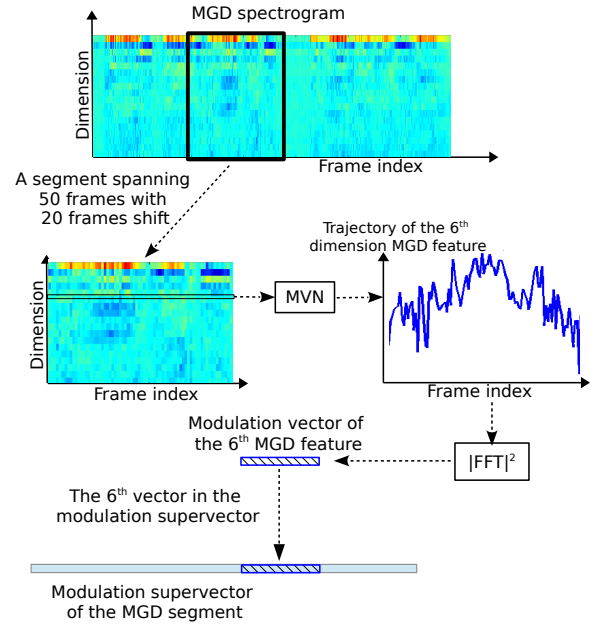 MGD spectrogram
Dimension
Frame index
A segment spanning
50 frames with
20 frames shift
Trajectory of the 6th
dimension MGD feature
Dimension
MVN
Frame index
Frame index
Modulation vector of
the 6th MGD feature
|FFT|²
The 6th vector in the
modulation supervector
Modulation supervector
of the MGD segment